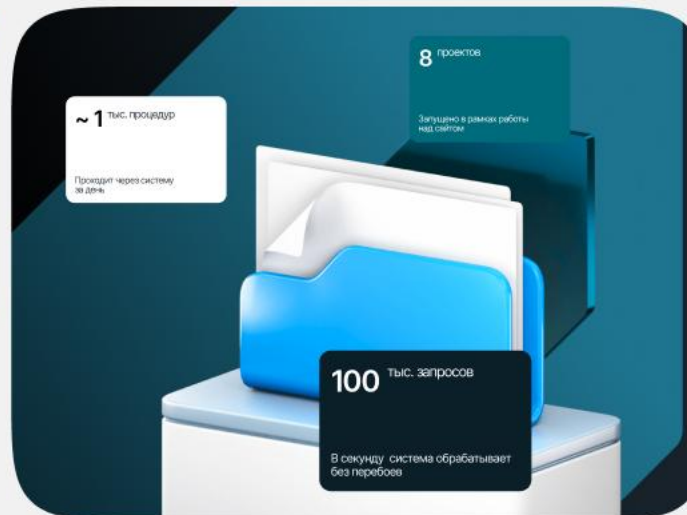 8 проектов
Запущено в рамках работы
над сайтом
~ 1 тыс. процедур
Проходит через систему
за день
100 тыс. запросов
В секунду система обрабатывает
без перебоев